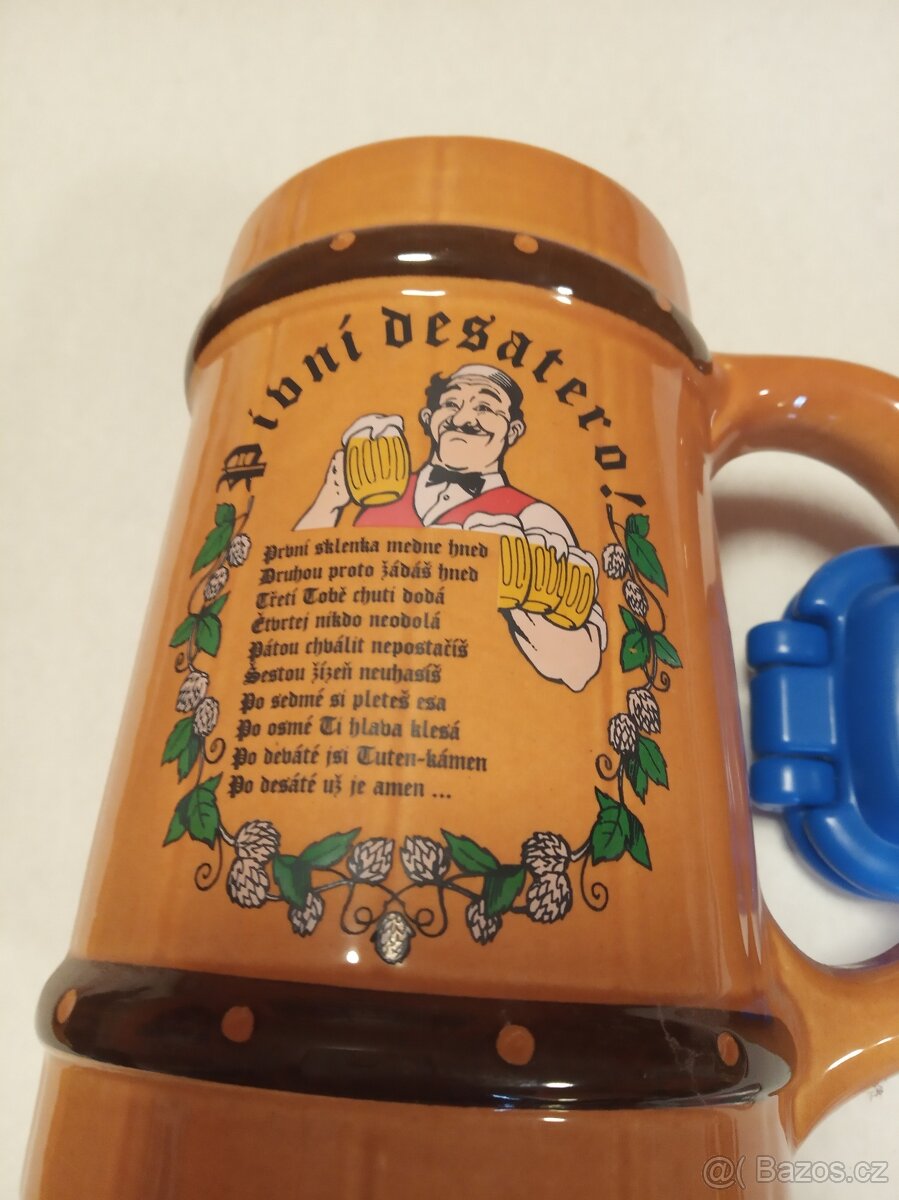 Pivní desatero!
První sklenka medne hned
Druhou proto žádáš hned
Třetí Tobě chuti dodá
Čtvrtej nikdo neodolá
Pátou chválit nepostačíš
Šestou žízeň neuhasíš
Po sedmé si pleteš esa
Po osmé Ti hlava klesá
Po deváté jsi Tuten-kámen
Po desáté už je amen ...
@( Bazos.cz